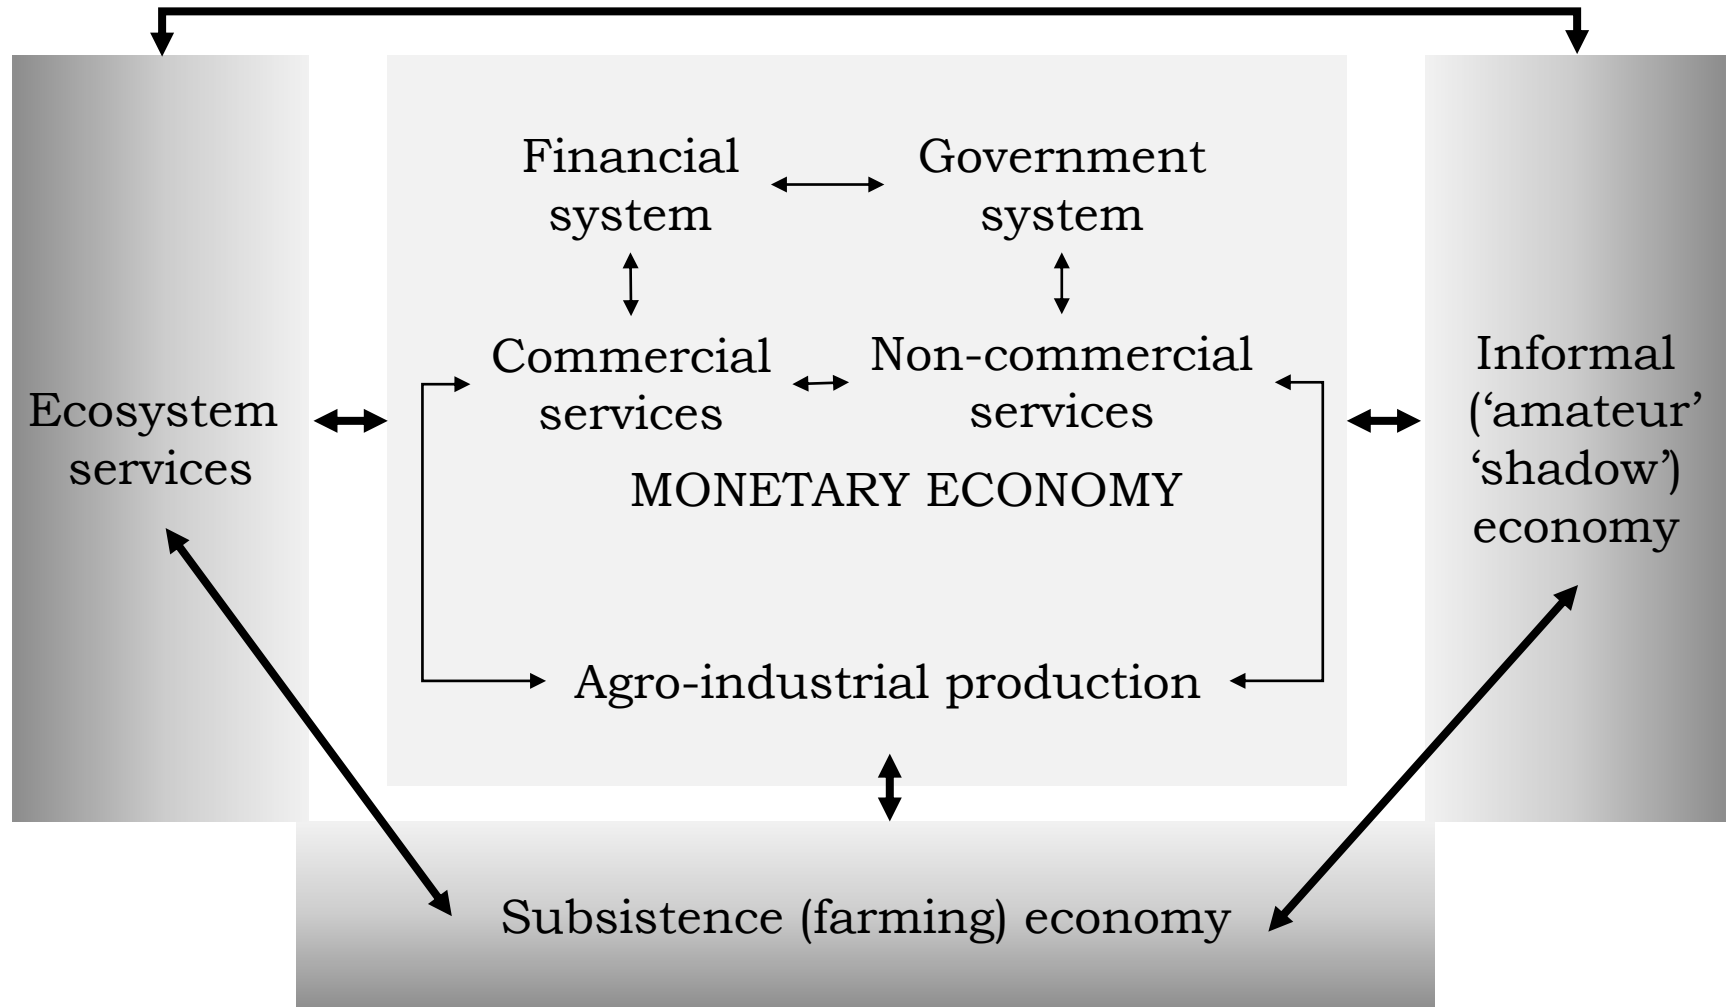 Financial
system
Government
system
Commercial
services
Non-commercial
services
Ecosystem
services
Informal
(‘amateur’
‘shadow’)
economy
MONETARY ECONOMY
Agro-industrial production
Subsistence (farming) economy